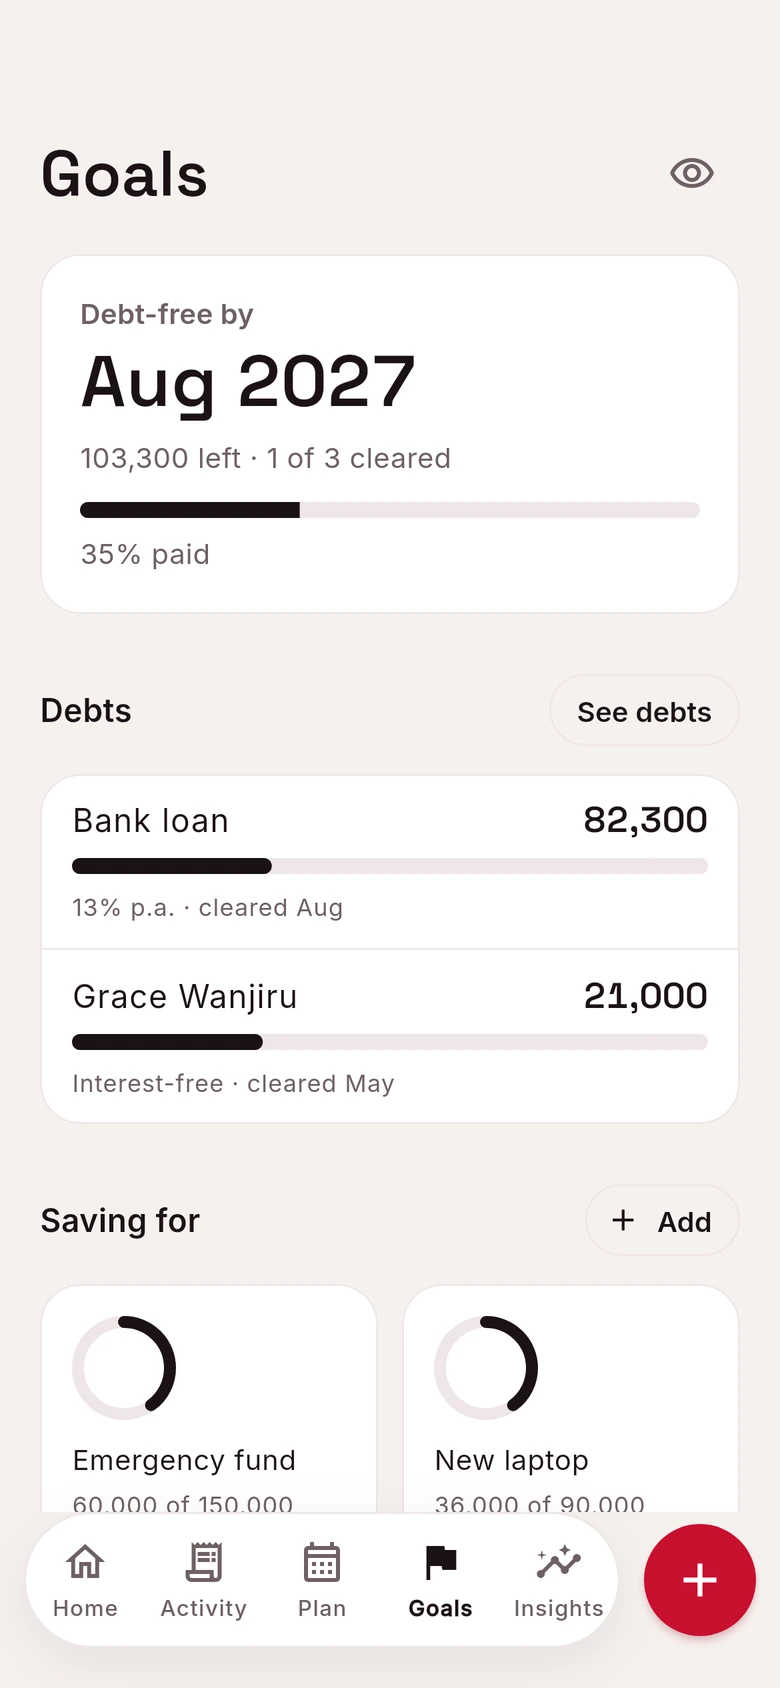 Goals
Debt-free by
Aug 2027
103,300 left · 1 of 3 cleared
35% paid
Debts
See debts
Bank loan
82,300
13% p.a. · cleared Aug
Grace Wanjiru
21,000
Interest-free · cleared May
Saving for
+ Add
Emergency fund
60,000 of 150,000
New laptop
36,000 of 90,000
Home
Activity
Plan
Goals
Insights